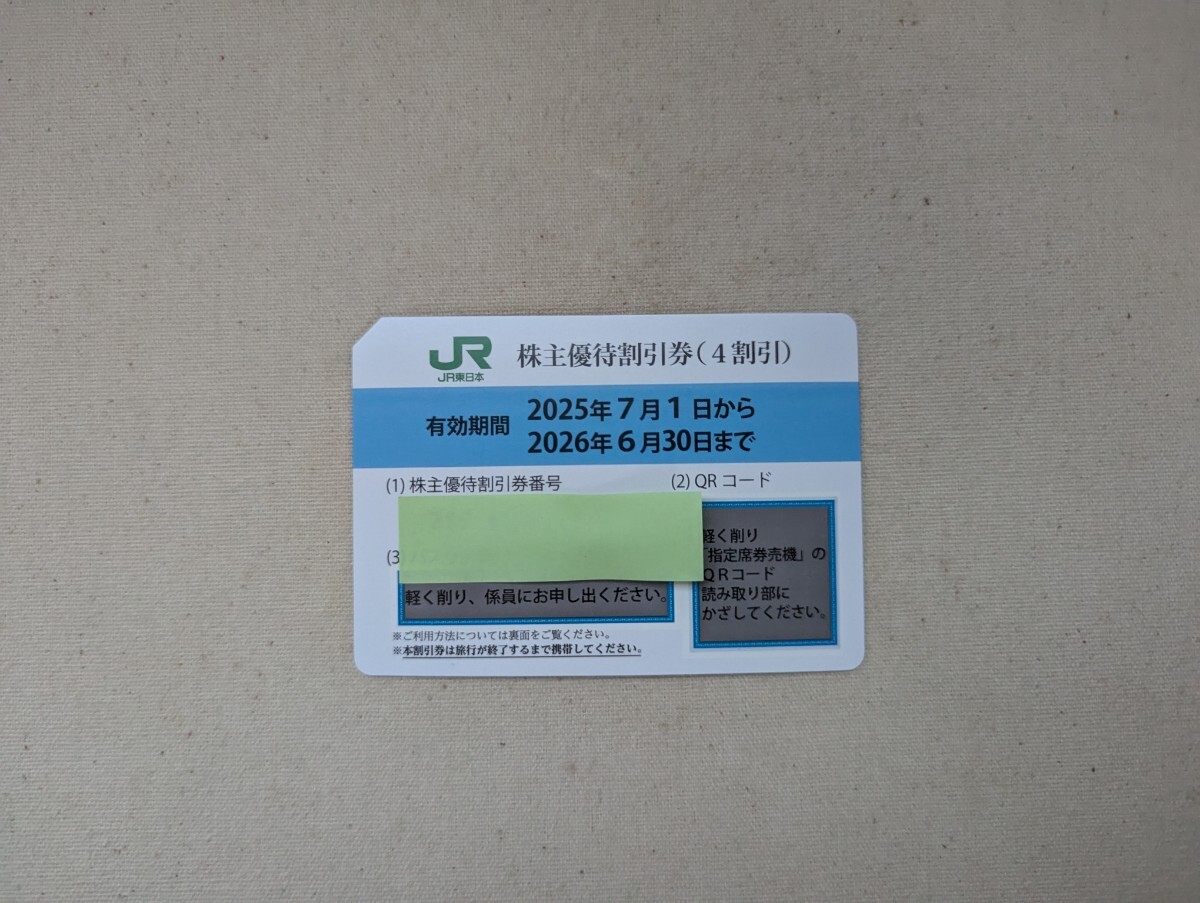 JR
JR東日本
株主優待割引券(4割引)
有効期間
2025年7月1日から
2026年6月30日まで
(1) 株主優待割引券番号
(2) QRコード
(3
軽く削り、係員にお申し出ください。
軽く削り
「指定席券売機」の
QRコード
読み取り部に
かざしてください。
※ご利用方法については裏面をご覧ください。
※本割引券は旅行が終了するまで携帯してください。